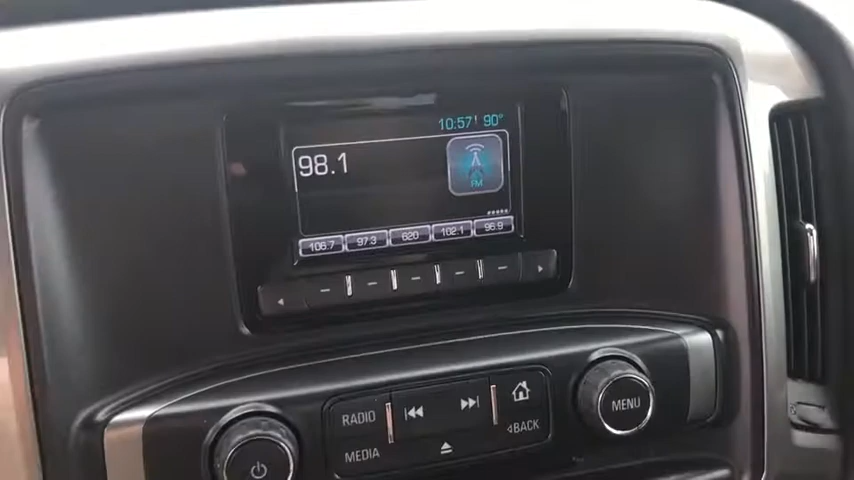 10:57 90°
98.1
FM
106.7 97.3 620 102.1 96.9
RADIO
MEDIA
BACK
MENU